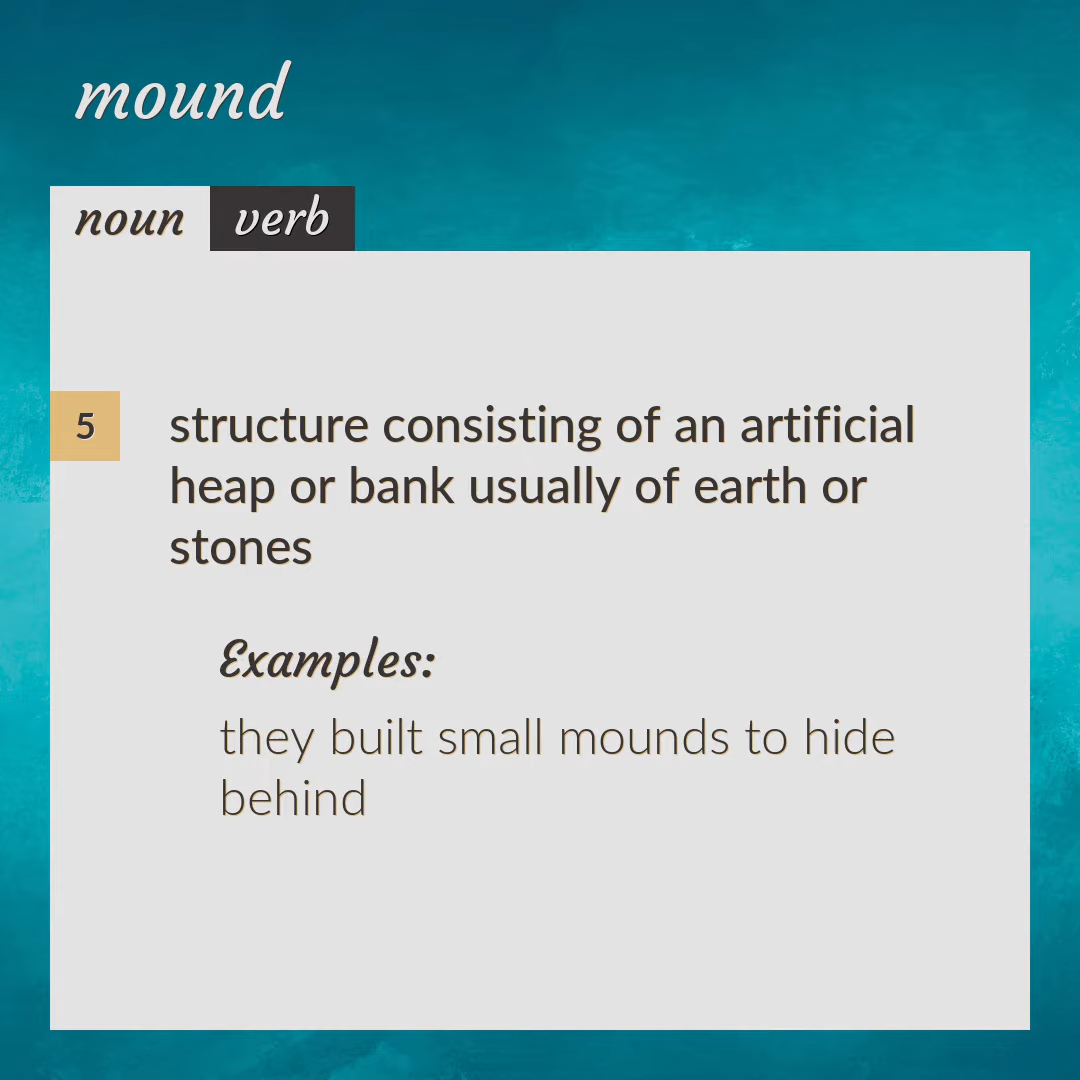 mound
noun verb
5 structure consisting of an artificial
heap or bank usually of earth or
stones
Examples:
they built small mounds to hide
behind